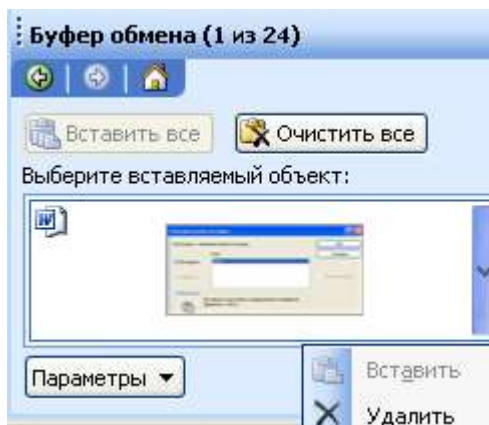 Буфер обмена (1 из 24)
Вставить все Очистить все
Выберите вставляемый объект:
Параметры
Вставить
Удалить